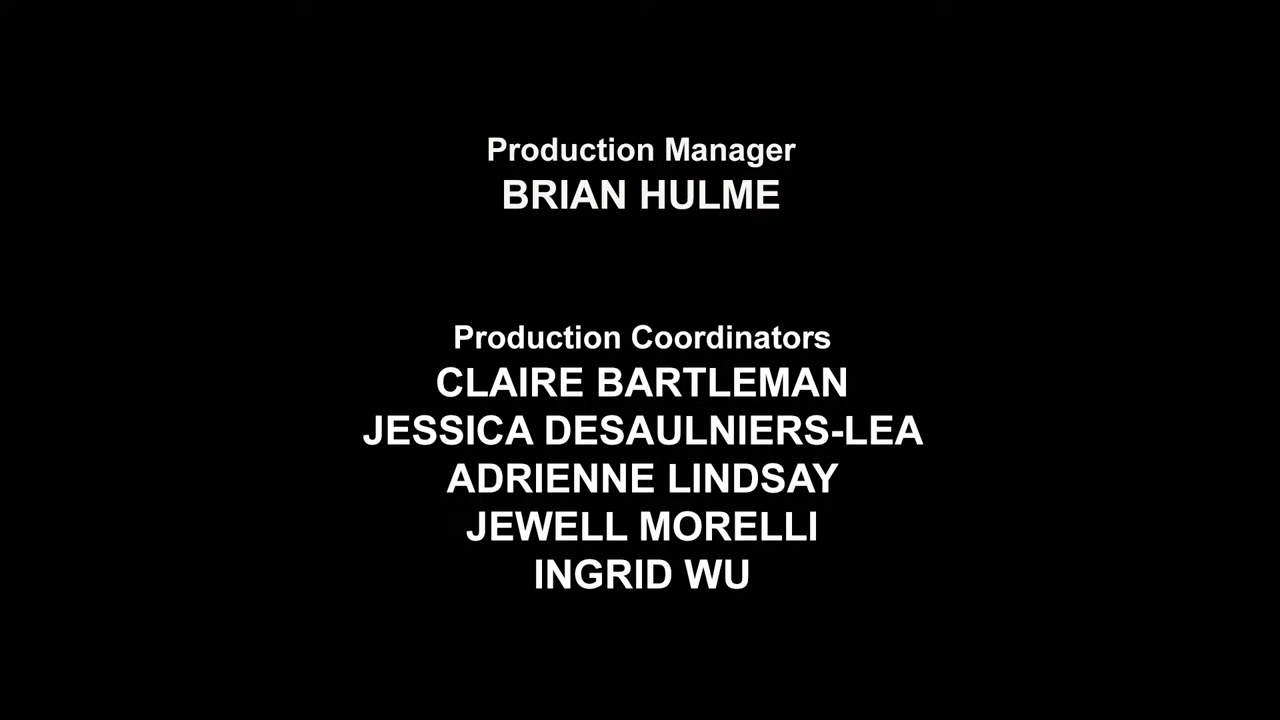 Production Manager
BRIAN HULME
Production Coordinators
CLAIRE BARTLEMAN
JESSICA DESAULNIERS-LEA
ADRIENNE LINDSAY
JEWELL MORELLI
INGRID WU